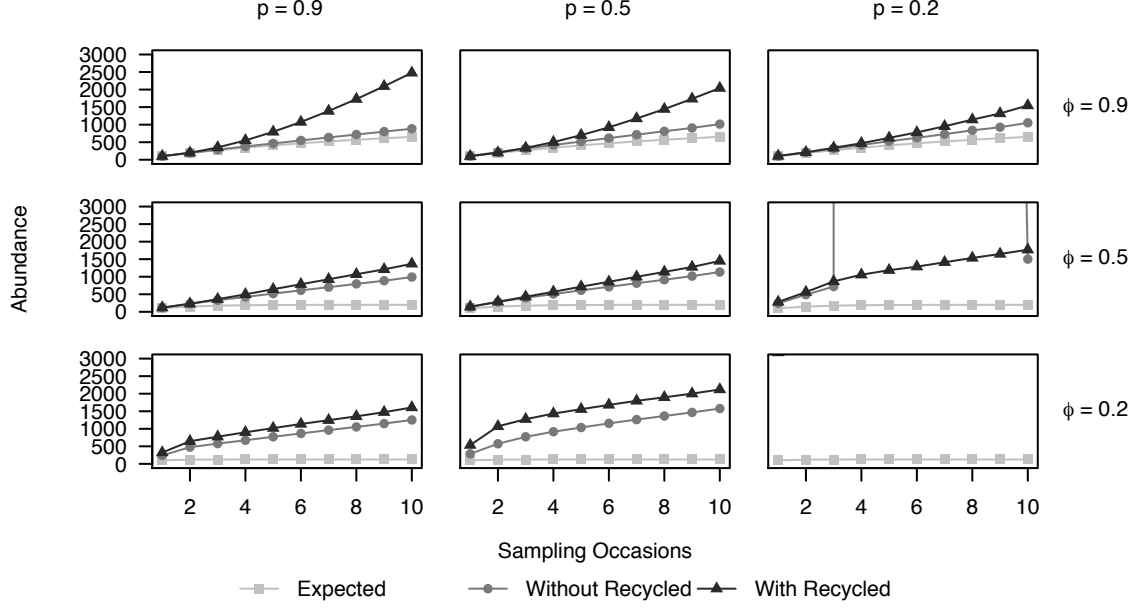 p = 0.9 p = 0.5 p = 0.2
3000
2500
2000
1500
1000
500
0
ϕ = 0.9
3000
2500
2000
1500
1000
500
0
ϕ = 0.5
3000
2500
2000
1500
1000
500
0
ϕ = 0.2
Abundance
2 4 6 8 10 2 4 6 8 10 2 4 6 8 10
Sampling Occasions
Expected Without Recycled With Recycled